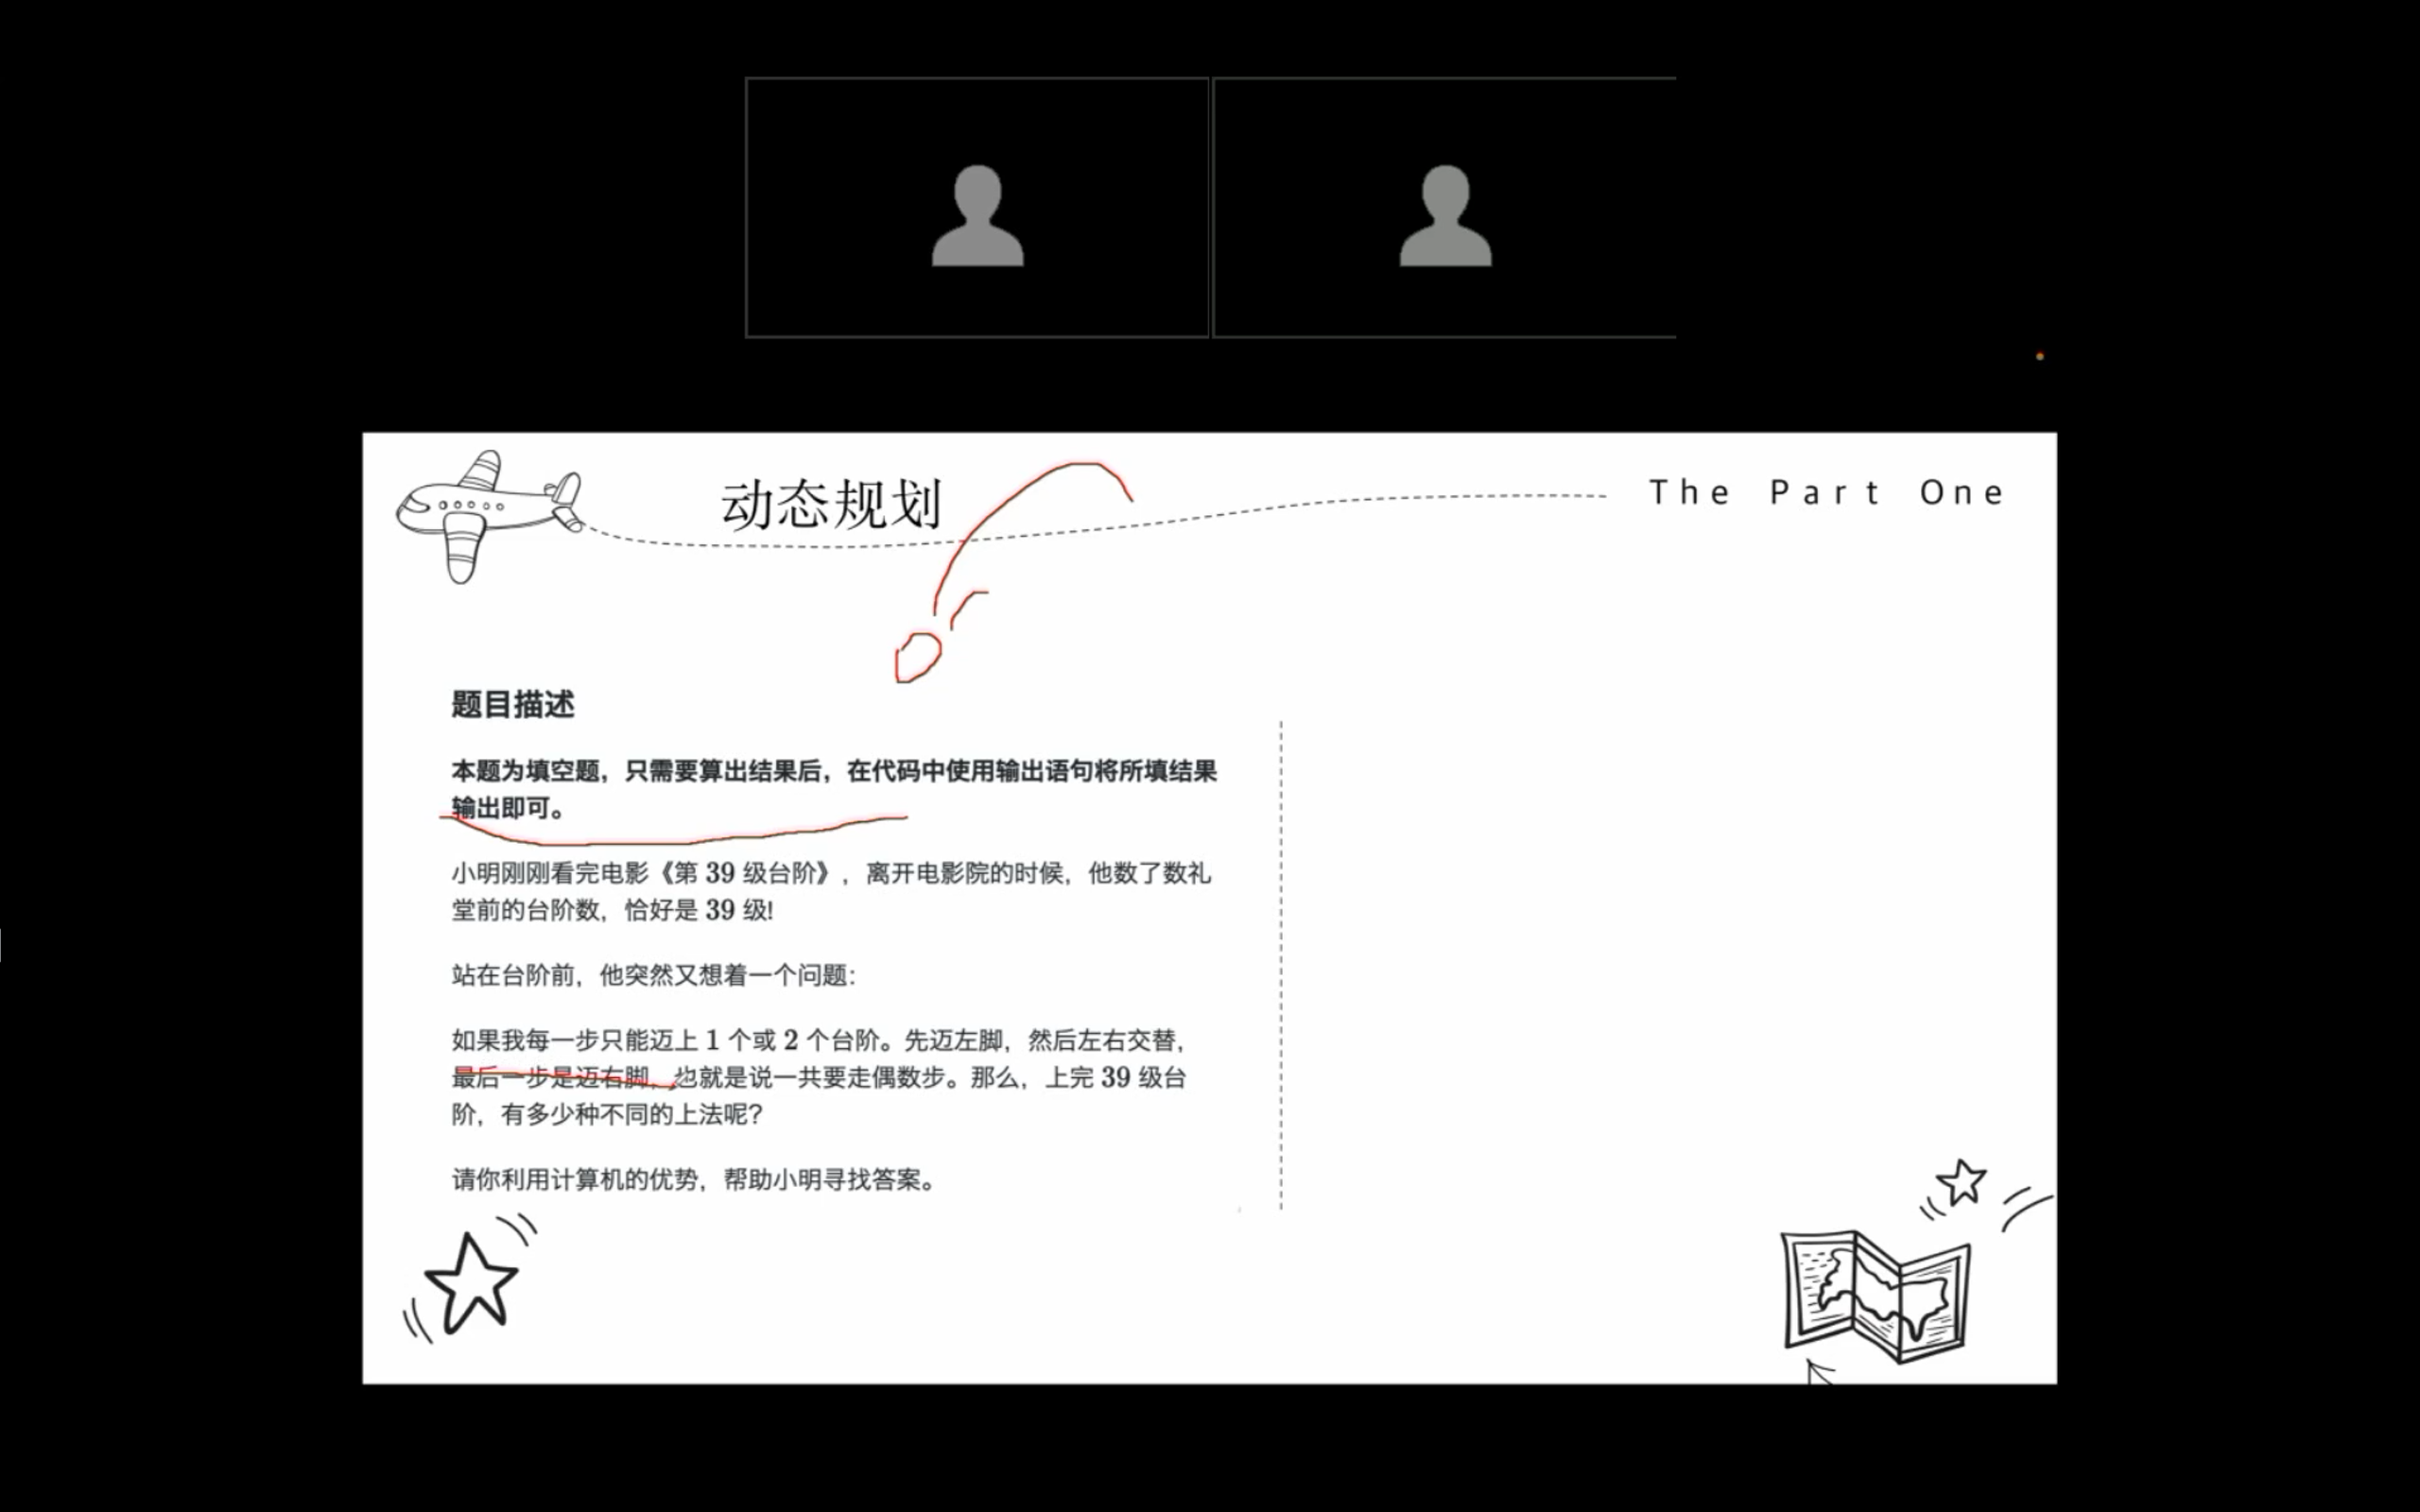 动态规划
The Part One
题目描述
本题为填空题，只需要算出结果后，在代码中使用输出语句将所填结果
输出即可。
小明刚刚看完电影《第 39 级台阶》，离开电影院的时候，他数了数礼
堂前的台阶数，恰好是 39 级!
站在台阶前，他突然又想着一个问题：
如果我每一步只能迈上 1 个或 2 个台阶。先迈左脚，然后左右交替，
最后一步是迈右脚，也就是说一共要走偶数步。那么，上完 39 级台
阶，有多少种不同的上法呢？
请你利用计算机的优势，帮助小明寻找答案。